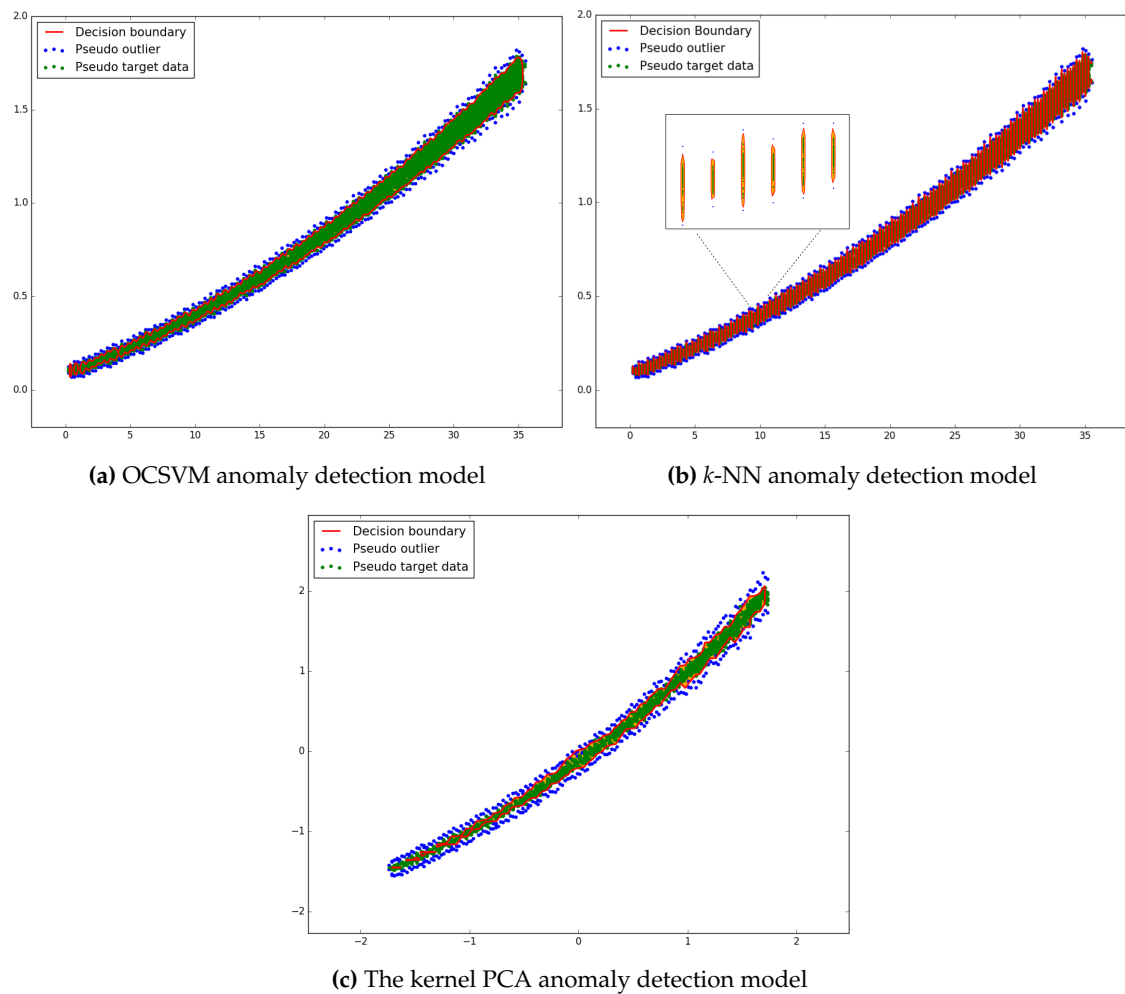 2.0
1.5
1.0
0.5
0.0
0 5 10 15 20 25 30 35
Decision boundary
Pseudo outlier
Pseudo target data
(a) OCSVM anomaly detection model
2.0
1.5
1.0
0.5
0.0
0 5 10 15 20 25 30 35
Decision Boundary
Pseudo outlier
Pseudo target data
(b) k-NN anomaly detection model
2
1
0
−1
−2
−2 −1 0 1 2
Decision boundary
Pseudo outlier
Pseudo target data
(c) The kernel PCA anomaly detection model